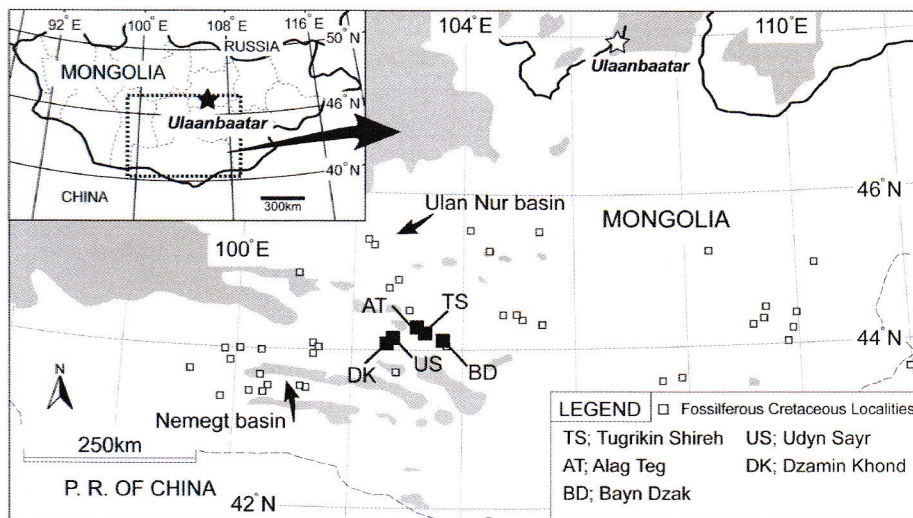 92°E
100°E
108°E
116°E
50°N
RUSSIA
MONGOLIA
46°N
Ulaanbaatar
40°N
CHINA
300km
104°E
110°E
Ulaanbaatar
46°N
Ulan Nur basin
MONGOLIA
100°E
AT
TS
44°N
DK
US
BD
N
Nemegt basin
250km
P. R. OF CHINA
42°N
LEGEND
Fossilferous Cretaceous Localities
TS; Tugrikin Shireh
US; Udyn Sayr
AT; Alag Teg
DK; Dzamin Khond
BD; Bayn Dzak